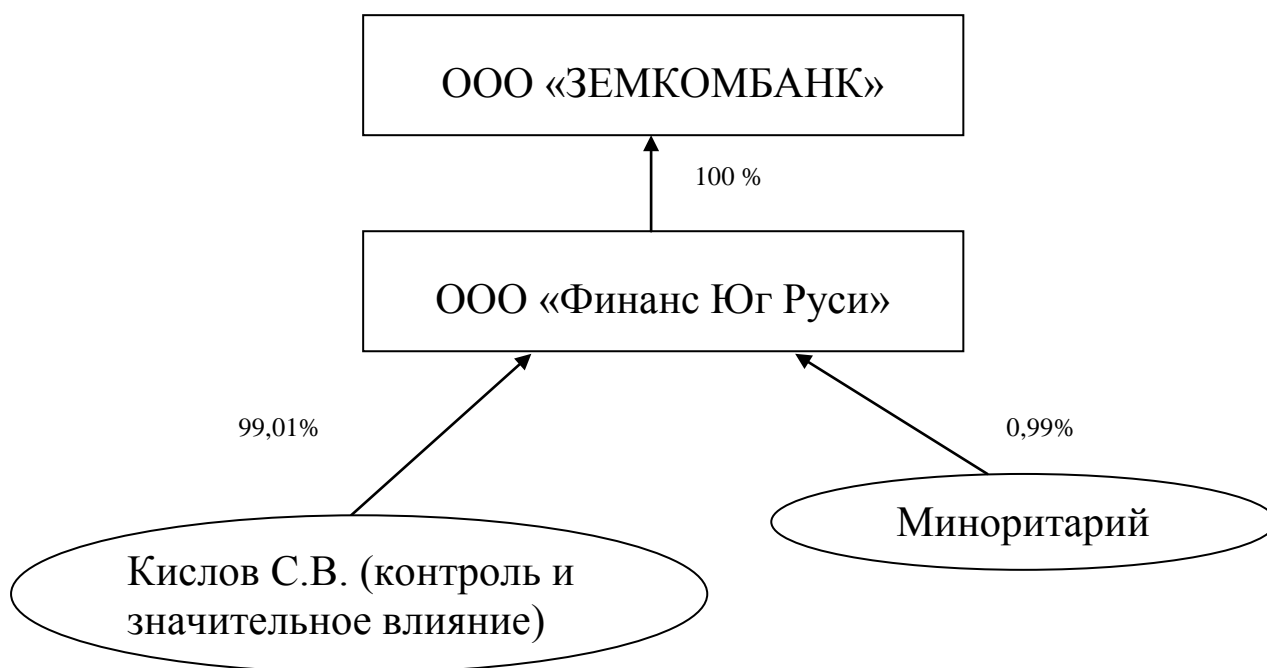 ООО «ЗЕМКОМБАНК»
100 %
ООО «Финанс Юг Руси»
99,01%
0,99%
Миноритарий
Кислов С.В. (контроль и
значительное влияние)